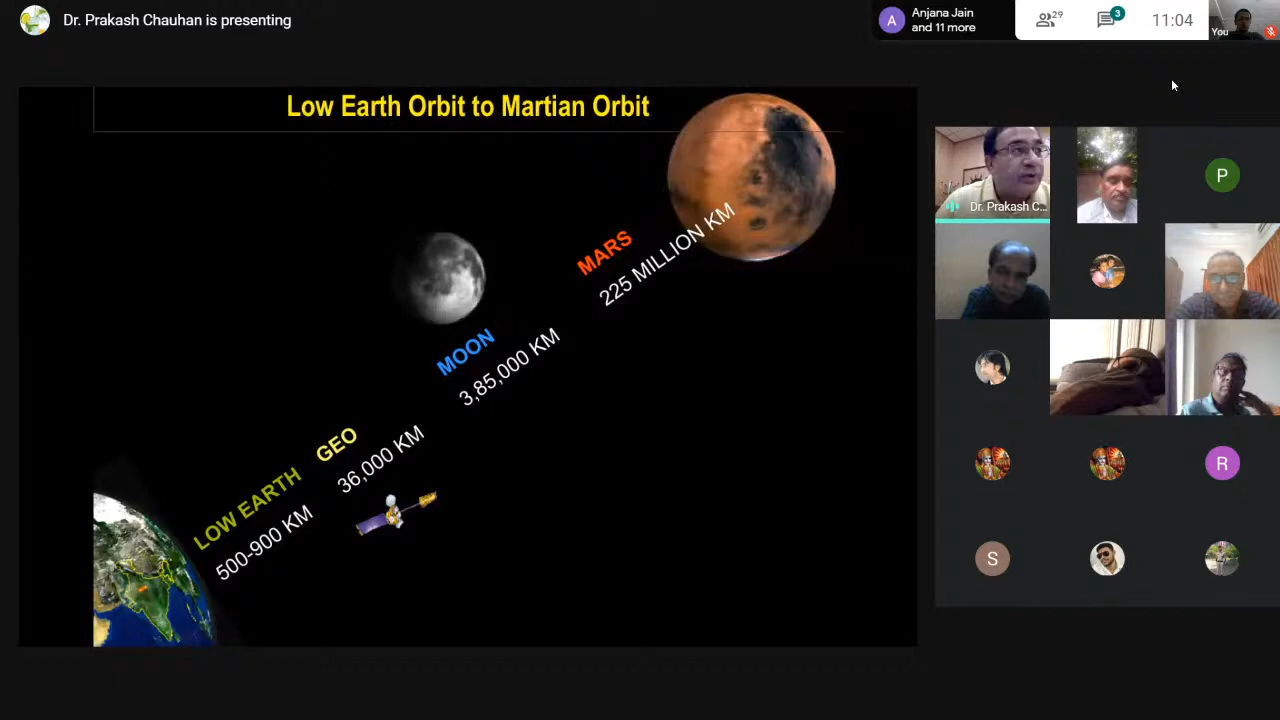 Dr. Prakash Chauhan is presenting
A
Anjana Jain
and 11 more
29
3
11:04
You
Low Earth Orbit to Martian Orbit
MARS
225 MILLION KM
MOON
3,85,000 KM
GEO
36,000 KM
LOW EARTH
500-900 KM
Dr. Prakash C...
P
R
S